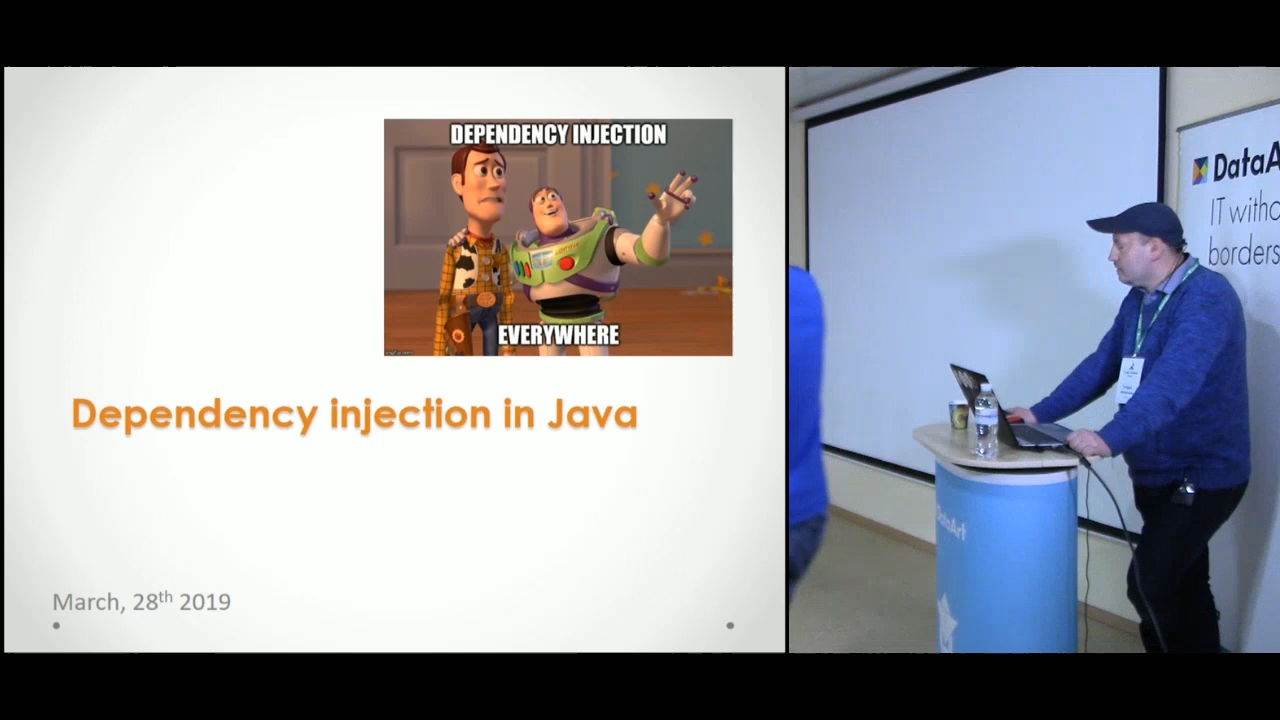 DEPENDENCY INJECTION
EVERYWHERE
Dependency injection in Java
March, 28th 2019
DataA
IT witho
borders
DataArt